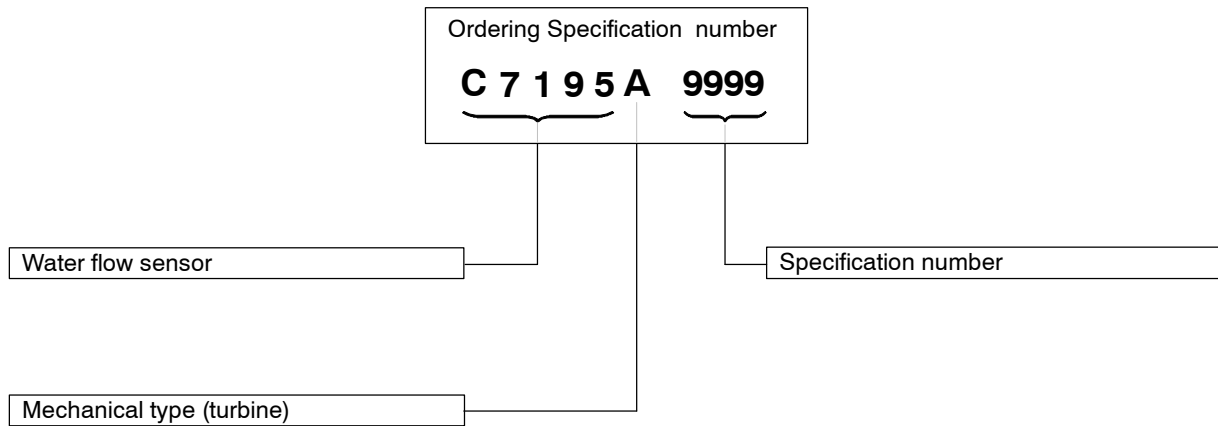 Ordering Specification number
C 7 1 9 5 A 9999
Water flow sensor
Specification number
Mechanical type (turbine)